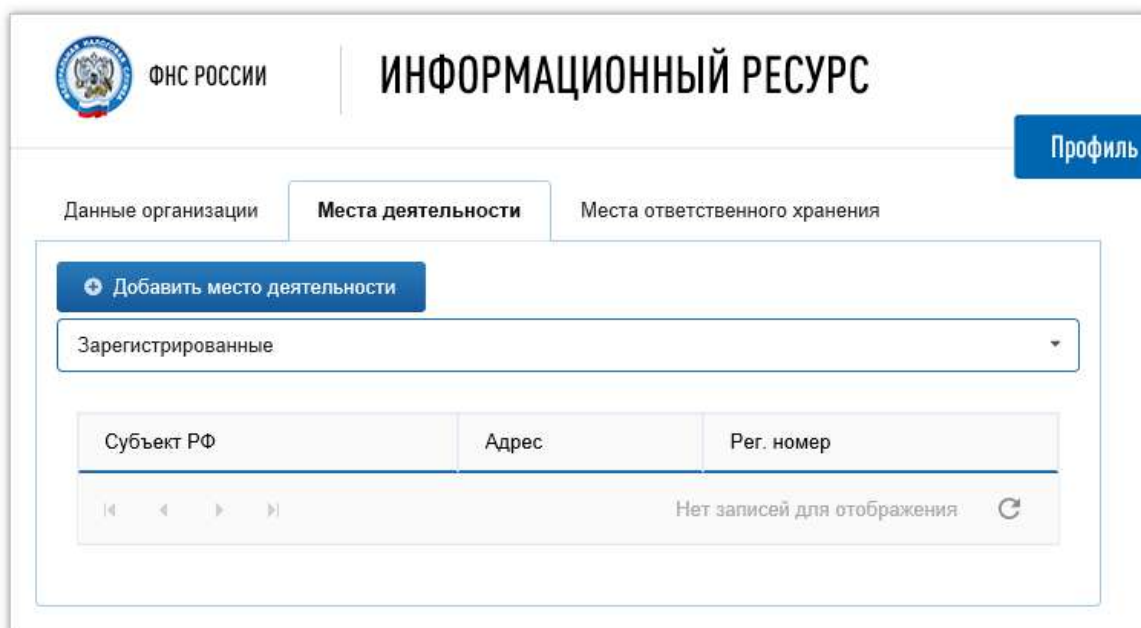 ФНС РОССИИ
ИНФОРМАЦИОННЫЙ РЕСУРС
Профиль
Данные организации
Места деятельности
Места ответственного хранения
Добавить место деятельности
Зарегистрированные
Субъект РФ
Адрес
Рег. номер
Нет записей для отображения